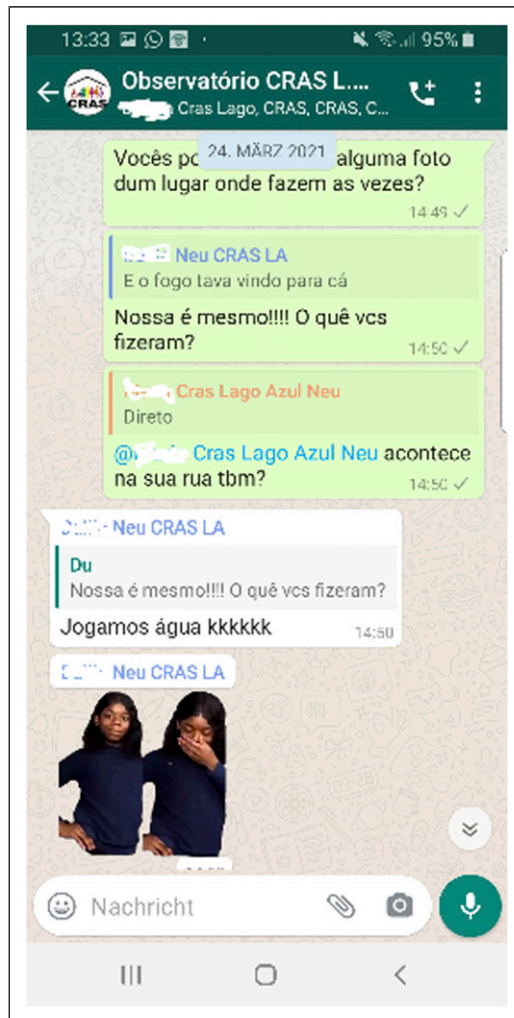 13:33
95%
Observatório CRAS L....
Cras Lago, CRAS, CRAS, C...
CRAS
24. MÄRZ 2021
Vocês po alguma foto
dum lugar onde fazem as vezes?
14:49
Neu CRAS LA
E o fogo tava vindo para cá
Nossa é mesmo!!!! O quê vcs
fizeram?
14:50
Cras Lago Azul Neu
Direto
@ Cras Lago Azul Neu acontece
na sua rua tbm?
14:50
Neu CRAS LA
Du
Nossa é mesmo!!!! O quê vcs fizeram?
Jogamos água kkkkkk
14:50
Neu CRAS LA
Nachricht